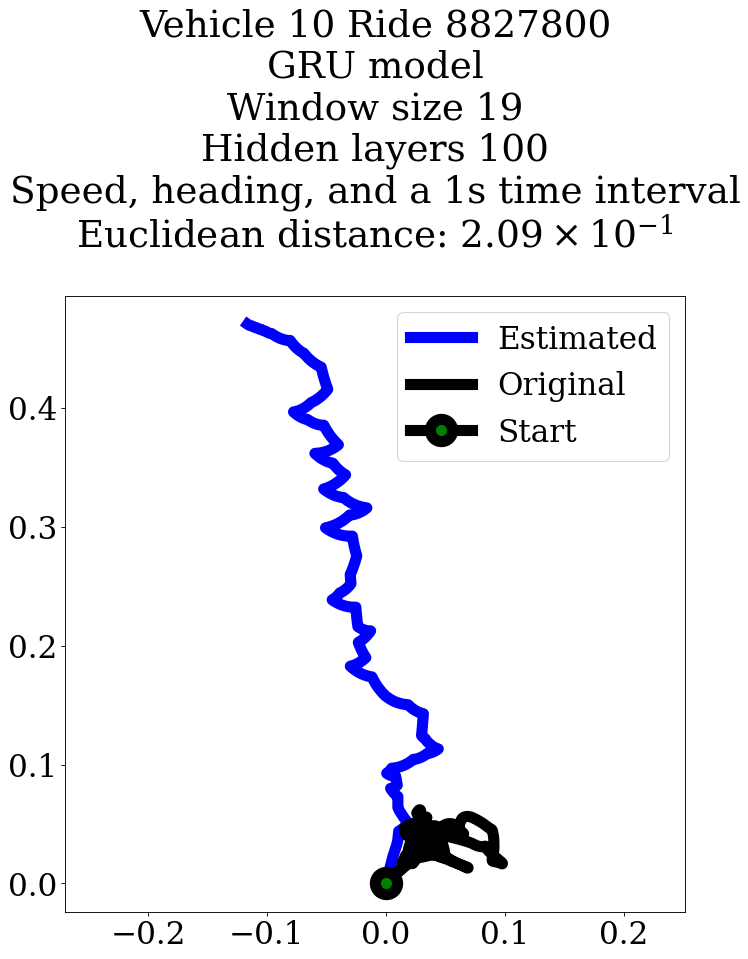 Vehicle 10 Ride 8827800
GRU model
Window size 19
Hidden layers 100
Speed, heading, and a 1s time interval
Euclidean distance: 2.09 × 10⁻¹
Estimated
Original
Start
0.4
0.3
0.2
0.1
0.0
−0.2 −0.1 0.0 0.1 0.2